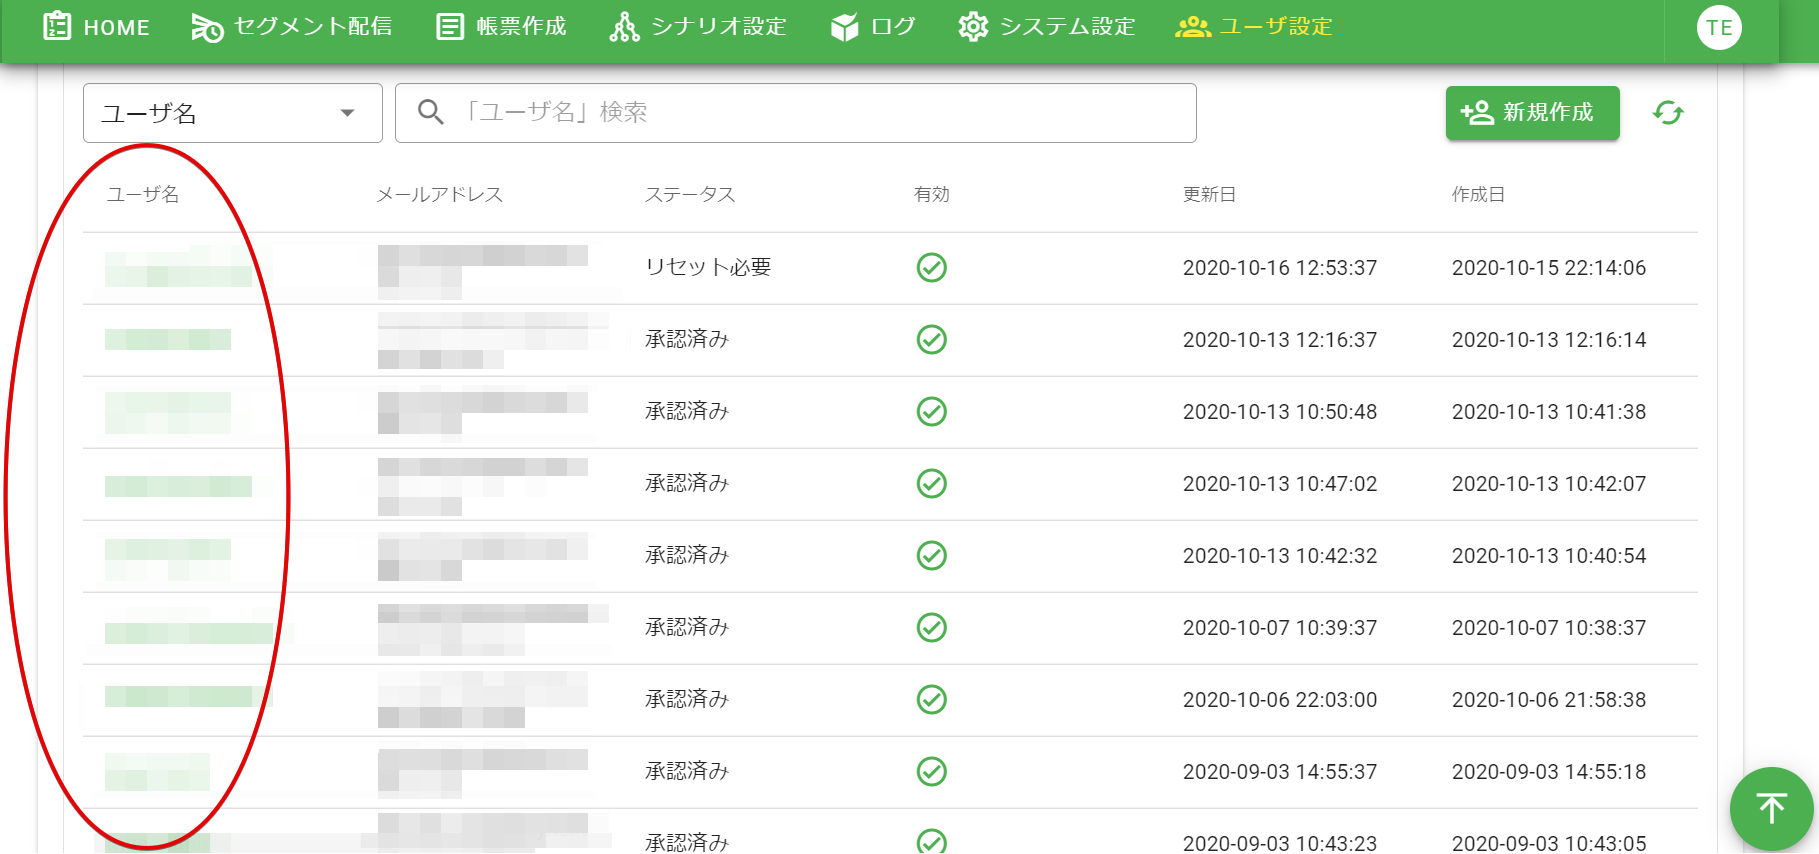 HOME セグメント配信 帳票作成 シナリオ設定 ログ システム設定 ユーザ設定 TE
ユーザ名 「ユーザ名」検索 新規作成
ユーザ名 メールアドレス ステータス 有効 更新日 作成日
リセット必要 2020-10-16 12:53:37 2020-10-15 22:14:06
承認済み 2020-10-13 12:16:37 2020-10-13 12:16:14
承認済み 2020-10-13 10:50:48 2020-10-13 10:41:38
承認済み 2020-10-13 10:47:02 2020-10-13 10:42:07
承認済み 2020-10-13 10:42:32 2020-10-13 10:40:54
承認済み 2020-10-07 10:39:37 2020-10-07 10:38:37
承認済み 2020-10-06 22:03:00 2020-10-06 21:58:38
承認済み 2020-09-03 14:55:37 2020-09-03 14:55:18
承認済み 2020-09-03 10:43:23 2020-09-03 10:43:05